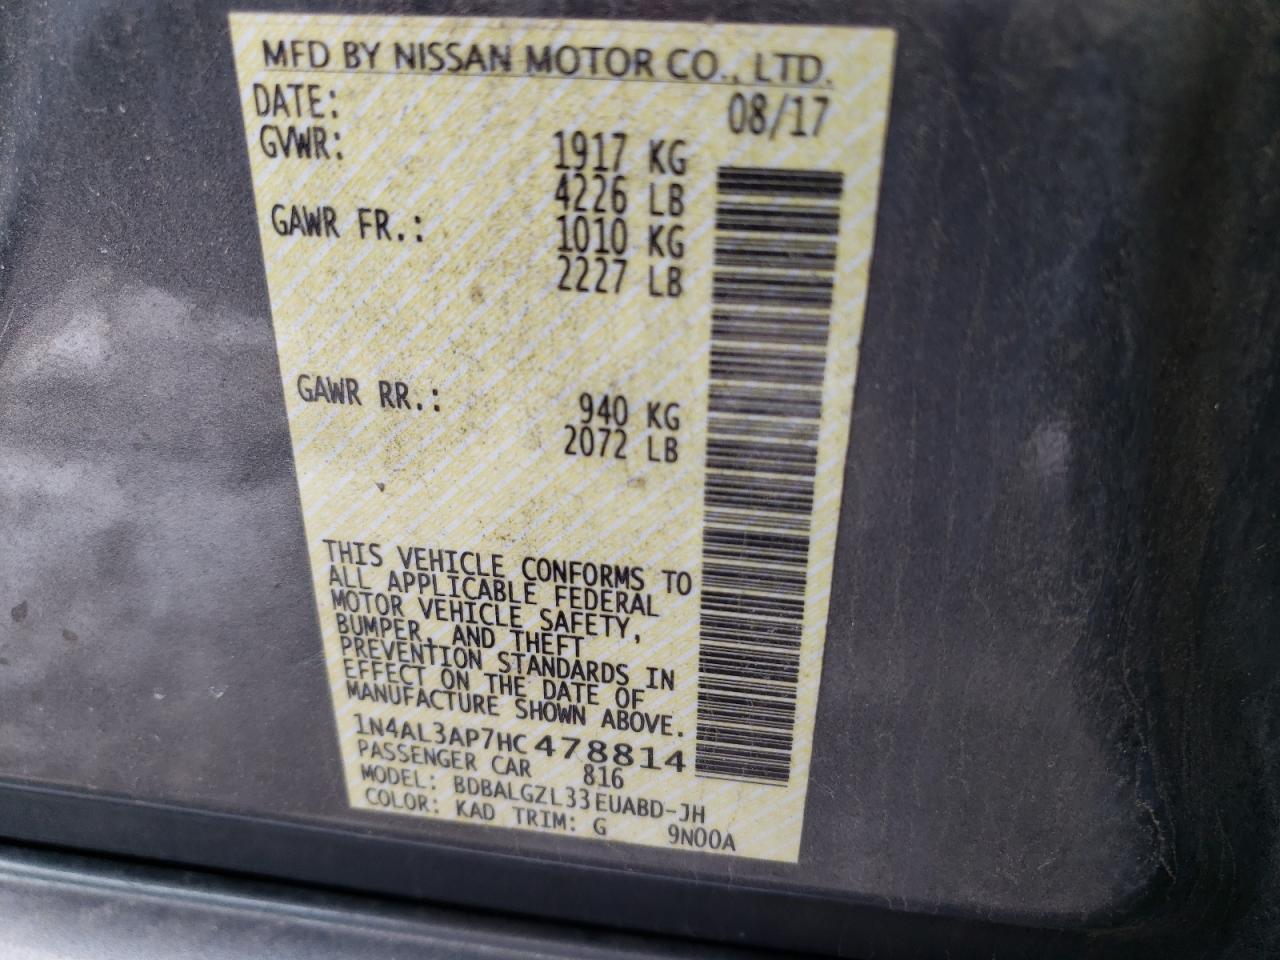 MFD BY NISSAN MOTOR CO., LTD.
DATE: 08/17
GVWR: 1917 KG
4226 LB
GAWR FR.: 1010 KG
2227 LB
GAWR RR.: 940 KG
2072 LB
THIS VEHICLE CONFORMS TO
ALL APPLICABLE FEDERAL
MOTOR VEHICLE SAFETY,
BUMPER, AND THEFT
PREVENTION STANDARDS IN
EFFECT ON THE DATE OF
MANUFACTURE SHOWN ABOVE.
1N4AL3AP7HC478814
PASSENGER CAR 816
MODEL: BDBALGZL33EUABD-JH
COLOR: KAD TRIM: G 9N00A